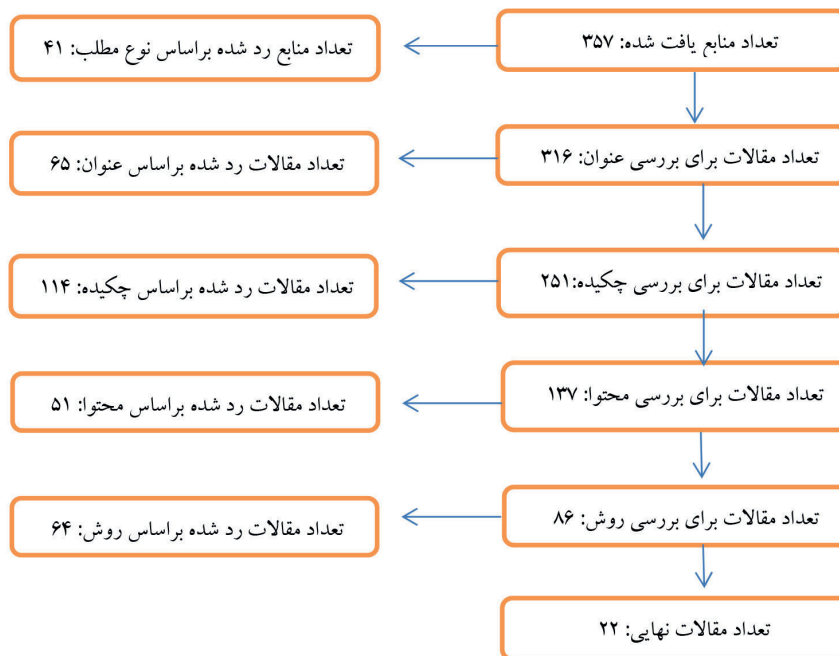 تعداد منابع یافت شده: ۳۵۷
تعداد منابع رد شده براساس نوع مطلب: ۴۱
تعداد مقالات برای بررسی عنوان: ۳۱۶
تعداد مقالات رد شده براساس عنوان: ۶۵
تعداد مقالات برای بررسی چکیده:۲۵۱
تعداد مقالات رد شده براساس چکیده: ۱۱۴
تعداد مقالات برای بررسی محتوا: ۱۳۷
تعداد مقالات رد شده براساس محتوا: ۵۱
تعداد مقالات برای بررسی روش: ۸۶
تعداد مقالات رد شده براساس روش: ۶۴
تعداد مقالات نهایی: ۲۲